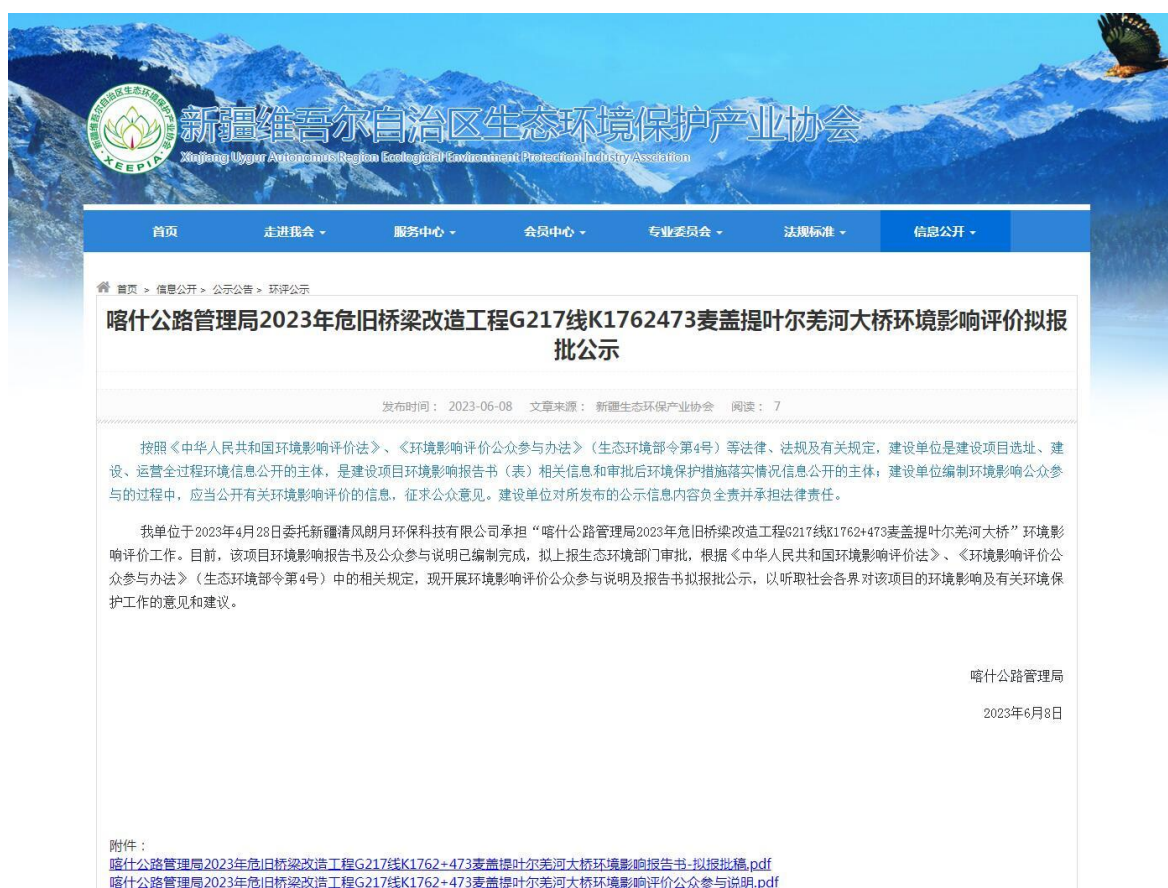 新疆维吾尔自治区生态环境保护产业协会
Xinjiang Uygur Autonomous Region Ecologicial Environment Protection Industry Assciation
新疆维吾尔自治区生态环境保护产业协会
XEEPIA
首页 走进我会 服务中心 会员中心 专业委员会 法规标准 信息公开
首页 > 信息公开 > 公示公告 > 环评公示
喀什公路管理局2023年危旧桥梁改造工程G217线K1762473麦盖提叶尔羌河大桥环境影响评价拟报
批公示
发布时间： 2023-06-08 文章来源： 新疆生态环保产业协会 阅读： 7
按照《中华人民共和国环境影响评价法》、《环境影响评价公众参与办法》（生态环境部令第4号）等法律、法规及有关规定，建设单位是建设项目选址、建
设、运营全过程环境信息公开的主体，是建设项目环境影响报告书（表）相关信息和审批后环境保护措施落实情况信息公开的主体；建设单位编制环境影响公众参
与的过程中，应当公开有关环境影响评价的信息，征求公众意见。建设单位对所发布的公示信息内容负全责并承担法律责任。
我单位于2023年4月28日委托新疆清风朗月环保科技有限公司承担“喀什公路管理局2023年危旧桥梁改造工程G217线K1762+473麦盖提叶尔羌河大桥”环境影
响评价工作。目前，该项目环境影响报告书及公众参与说明已编制完成，拟上报生态环境部门审批，根据《中华人民共和国环境影响评价法》、《环境影响评价公
众参与办法》（生态环境部令第4号）中的相关规定，现开展环境影响评价公众参与说明及报告书拟报批公示，以听取社会各界对该项目的环境影响及有关环境保
护工作的意见和建议。
喀什公路管理局
2023年6月8日
附件：
喀什公路管理局2023年危旧桥梁改造工程G217线K1762+473麦盖提叶尔羌河大桥环境影响报告书-拟报批稿.pdf
喀什公路管理局2023年危旧桥梁改造工程G217线K1762+473麦盖提叶尔羌河大桥环境影响评价公众参与说明.pdf